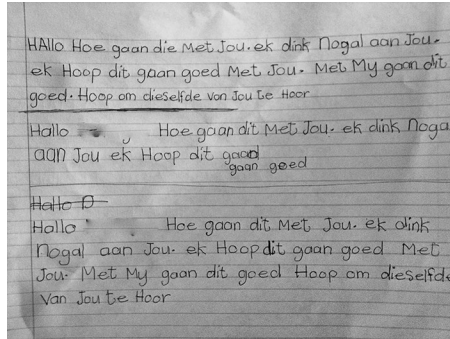 HAllo Hoe gaan die Met Jou. ek dink nogal aan Jou.
ek Hoop dit gaan goed Met Jou. Met My gaan dit
goed. Hoop om dieselfde van Jou te Hoor
Hallo Hoe gaan dit Met Jou. ek dink noga
aan Jou ek Hoop dit gaan
gaan goed
Hallo D
Hallo Hoe gaan dit Met Jou. ek dink
nogal aan Jou. ek Hoop dit gaan goed Met
Jou. Met My gaan dit goed Hoop om dieselfde
van Jou te Hoor